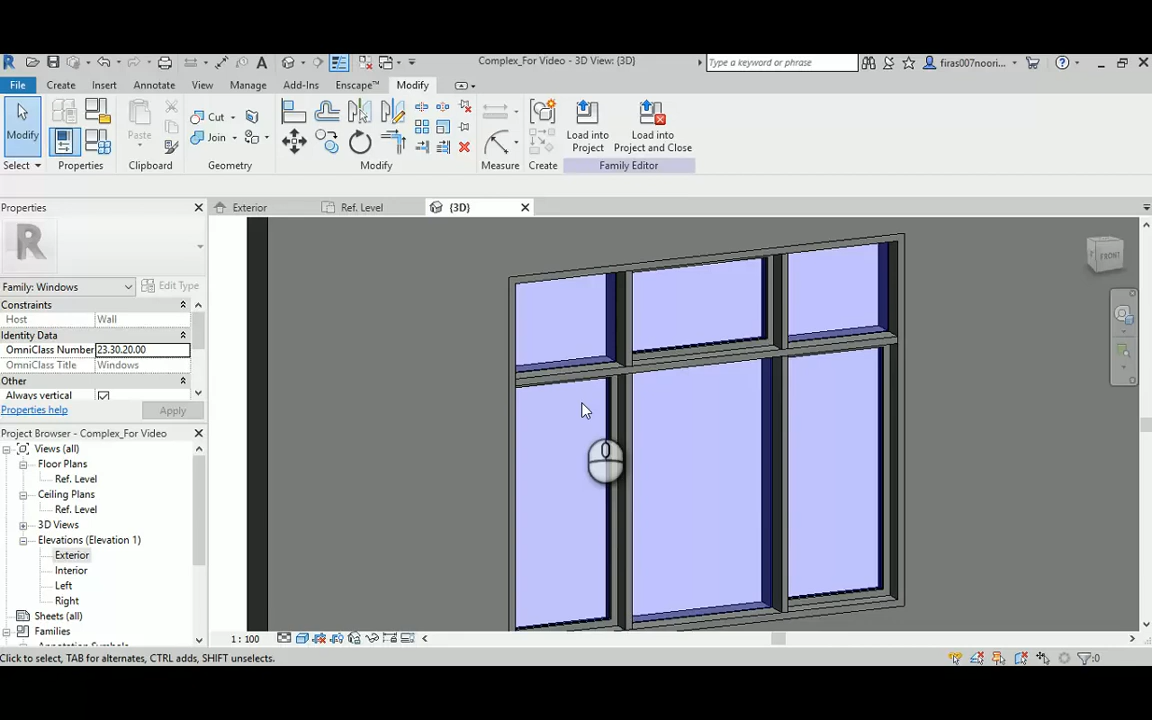 Complex_For Video - 3D View: {3D}
Type a keyword or phrase
firas007noori...
File
Create
Insert
Annotate
View
Manage
Add-Ins
Enscape™
Modify
Modify
Paste
Cut
Join
Load into
Project
Load into
Project and Close
Select
Properties
Clipboard
Geometry
Modify
Measure
Create
Family Editor
Properties
Exterior
Ref. Level
{3D}
R
FRONT
Family: Windows
Edit Type
Constraints
Host
Wall
Identity Data
OmniClass Number
23.30.20.00
OmniClass Title
Windows
Other
Always vertical
Properties help
Apply
Project Browser - Complex_For Video
Views (all)
Floor Plans
Ref. Level
Ceiling Plans
Ref. Level
3D Views
Elevations (Elevation 1)
Exterior
Interior
Left
Right
Sheets (all)
Families
1 : 100
Click to select, TAB for alternates, CTRL adds, SHIFT unselects.
:0